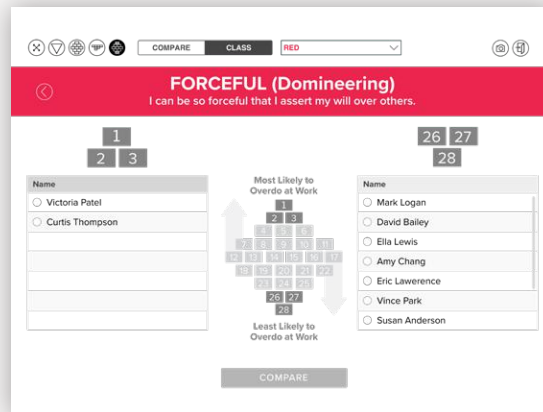 COMPARE CLASS RED
FORCEFUL (Domineering)
I can be so forceful that I assert my will over others.
1
2 3
26 27
28
Name
Victoria Patel
Curtis Thompson
Most Likely to
Overdo at Work
1
2 3
4 5 6
7 8 9 10 11
12 13 14 15 16 17
18 19 20 21 22
23 24 25
26 27
28
Least Likely to
Overdo at Work
Name
Mark Logan
David Bailey
Ella Lewis
Amy Chang
Eric Lawerence
Vince Park
Susan Anderson
COMPARE